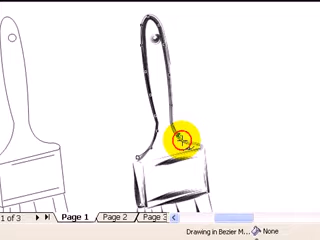 1 of 3 Page 1 Page 2 Page 3
Drawing in Bezier M... None